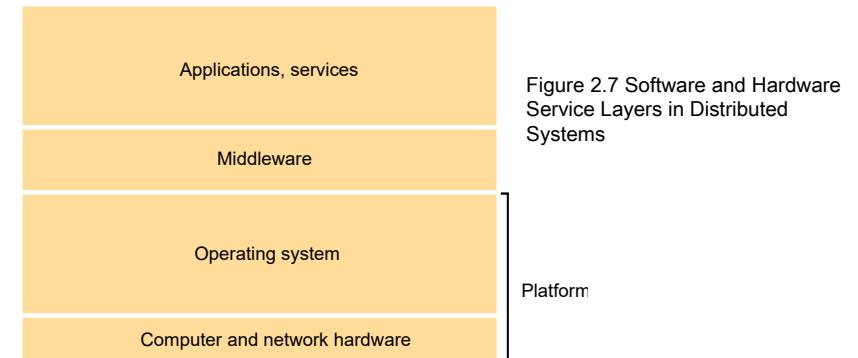 Applications, services
Figure 2.7 Software and Hardware
Service Layers in Distributed
Systems
Middleware
Operating system
Platform
Computer and network hardware